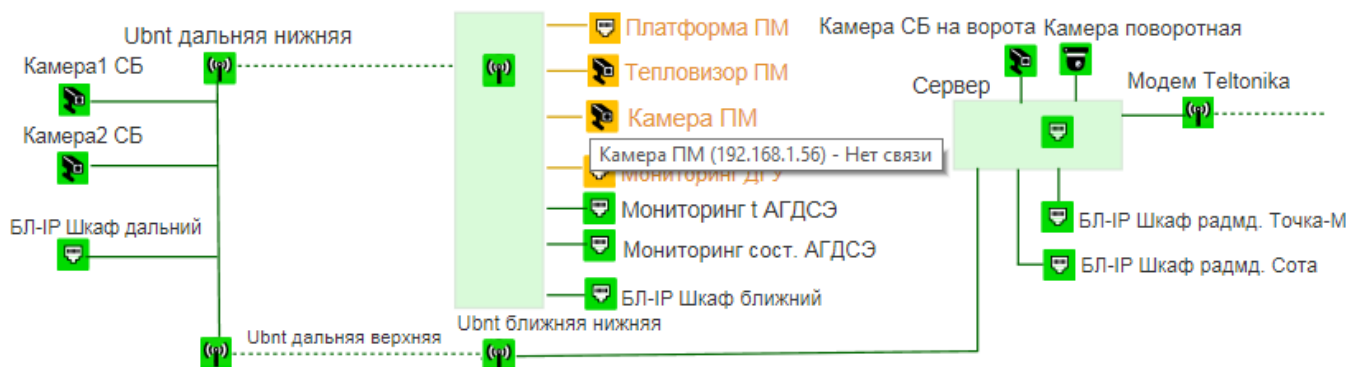 Ubnt дальняя нижняя
Камера1 СБ
Камера2 СБ
БЛ-IP Шкаф дальний
Ubnt дальняя верхняя
Платформа ПМ
Тепловизор ПМ
Камера ПМ
Камера ПМ (192.168.1.56) - Нет связи
Мониторинг ДГУ
Мониторинг t АГДСЭ
Мониторинг сост. АГДСЭ
БЛ-IP Шкаф ближний
Ubnt ближняя нижняя
Камера СБ на ворота
Камера поворотная
Сервер
Модем Teltonika
БЛ-IP Шкаф радмд. Точка-М
БЛ-IP Шкаф радмд. Сота